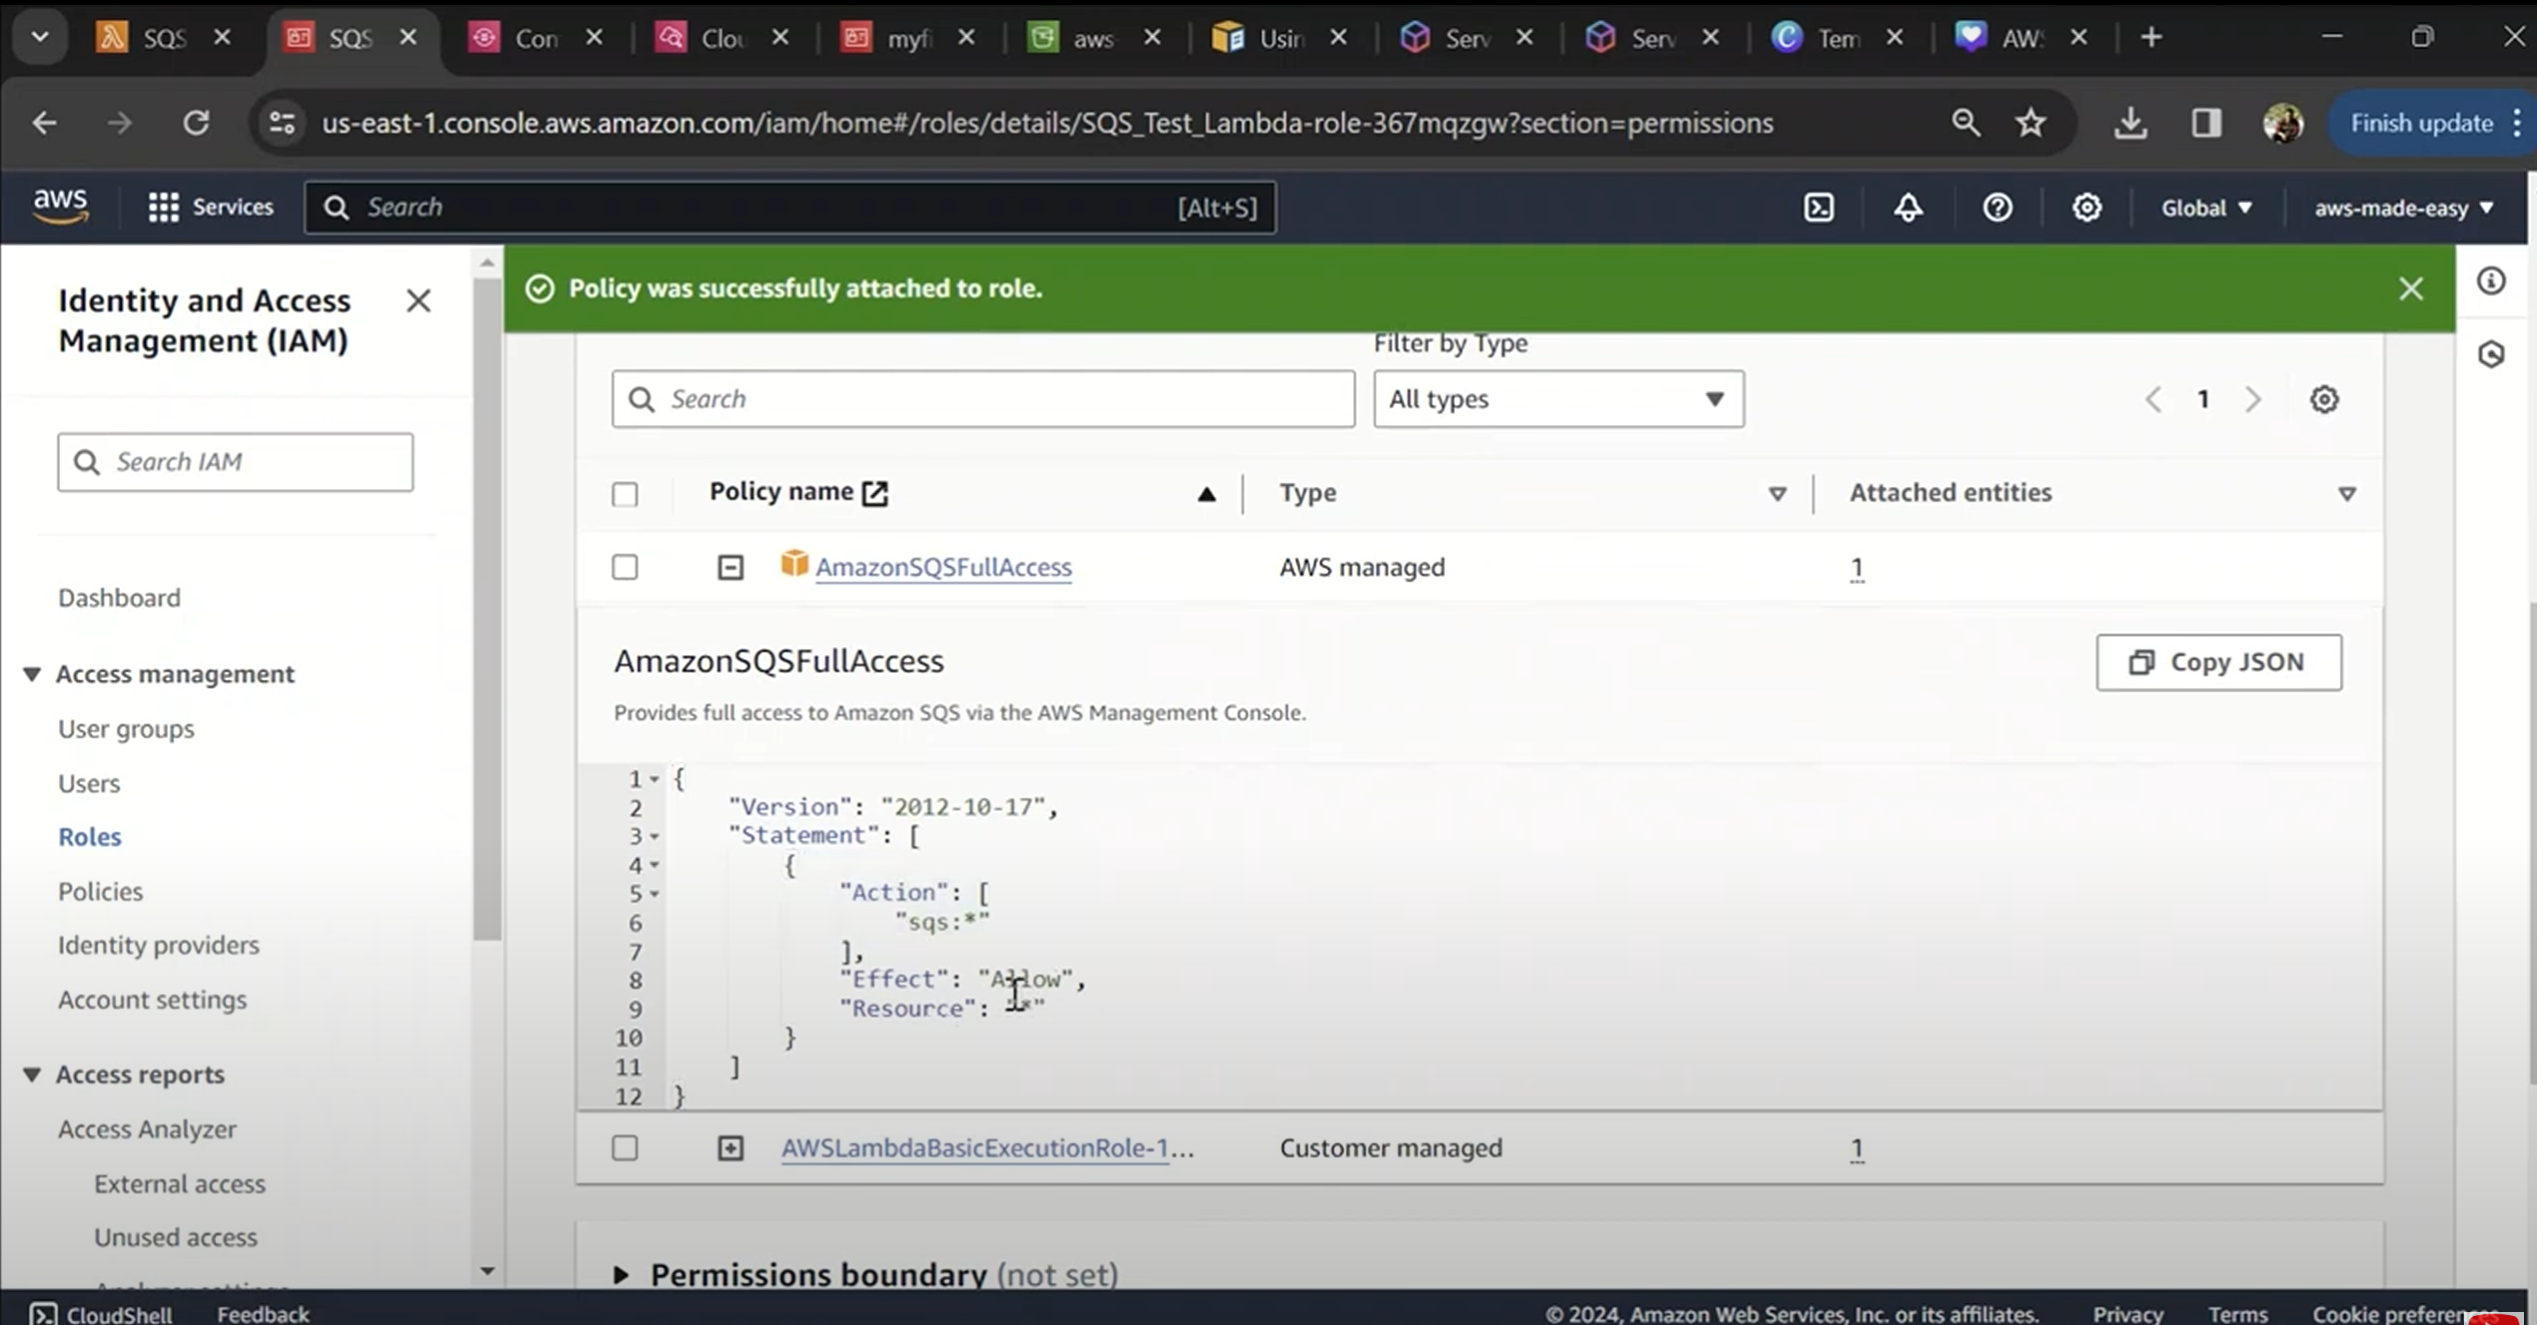 SQS
SQS
Con
Clou
myfi
aws-
Usin
Serv
Serv
Tem
AWS
us-east-1.console.aws.amazon.com/iam/home#/roles/details/SQS_Test_Lambda-role-367mqzgw?section=permissions
Finish update
aws
Services
Search
[Alt+S]
Global
aws-made-easy
Identity and Access
Management (IAM)
Search IAM
Dashboard
Access management
User groups
Users
Roles
Policies
Identity providers
Account settings
Access reports
Access Analyzer
External access
Unused access
Policy was successfully attached to role.
Filter by Type
Search
All types
1
Policy name
Type
Attached entities
AmazonSQSFullAccess
AWS managed
1
AmazonSQSFullAccess
Copy JSON
Provides full access to Amazon SQS via the AWS Management Console.
1 {
2 "Version": "2012-10-17",
3 "Statement": [
4 {
5 "Action": [
6 "sqs:*"
7 ],
8 "Effect": "Allow",
9 "Resource": "*"
10 }
11 ]
12 }
AWSLambdaBasicExecutionRole-1...
Customer managed
1
Permissions boundary (not set)
CloudShell
Feedback
© 2024, Amazon Web Services, Inc. or its affiliates.
Privacy
Terms
Cookie preferences